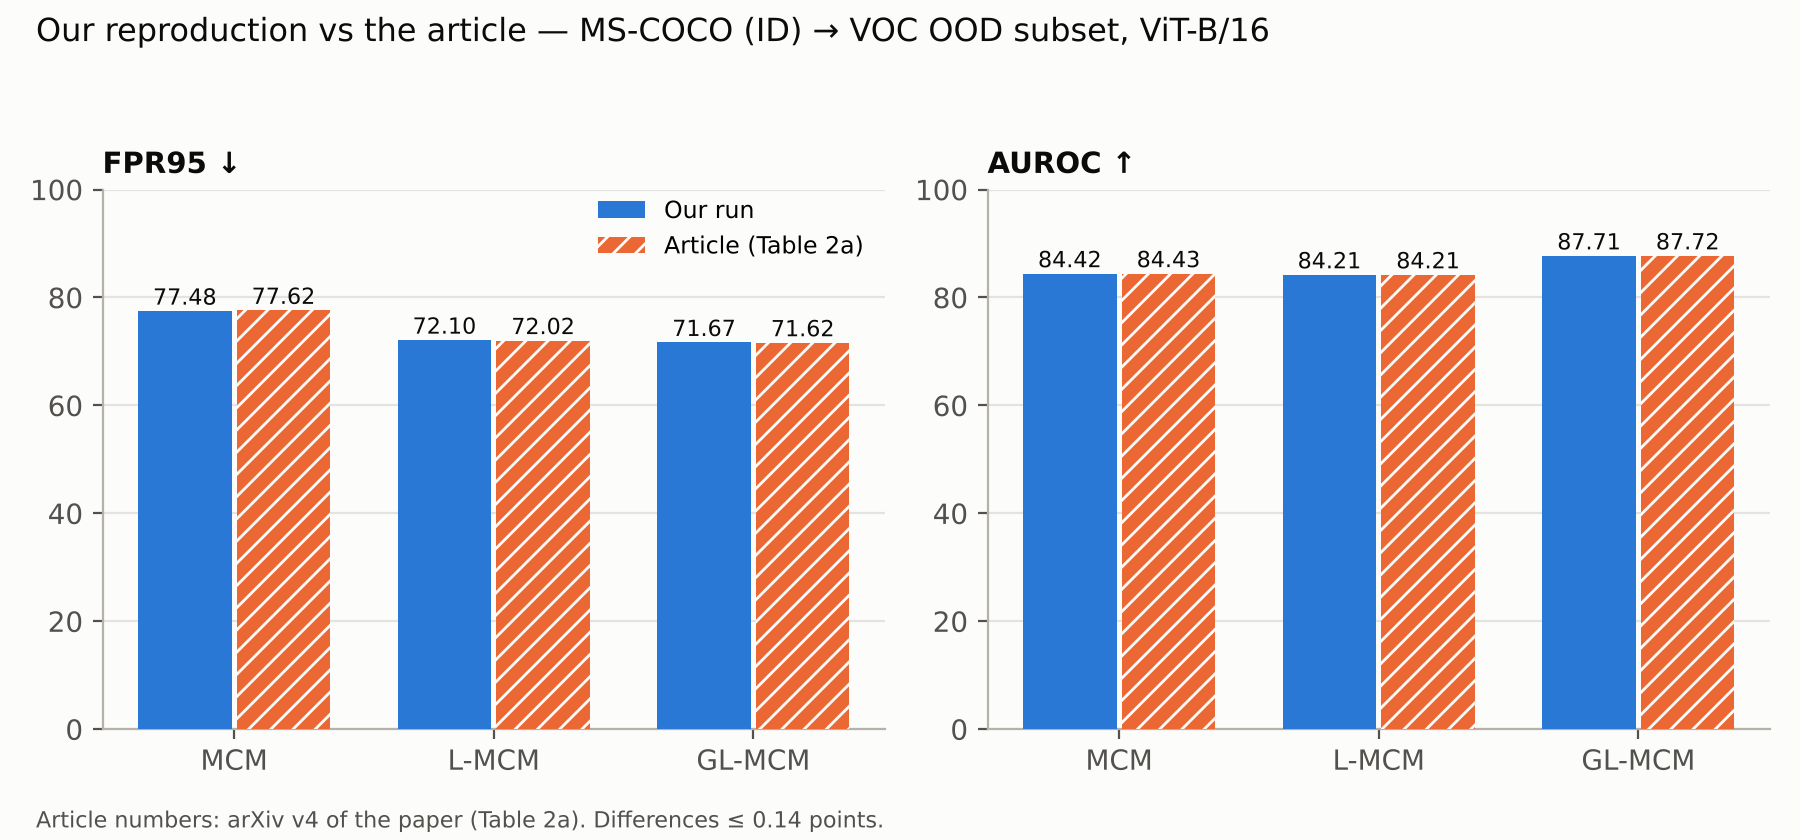 Our reproduction vs the article — MS-COCO (ID) → VOC OOD subset, ViT-B/16
FPR95 ↓
100
80
60
40
20
0
Our run
Article (Table 2a)
77.48
77.62
72.10
72.02
71.67
71.62
MCM
L-MCM
GL-MCM
AUROC ↑
100
80
60
40
20
0
84.42
84.43
84.21
84.21
87.71
87.72
MCM
L-MCM
GL-MCM
Article numbers: arXiv v4 of the paper (Table 2a). Differences ≤ 0.14 points.